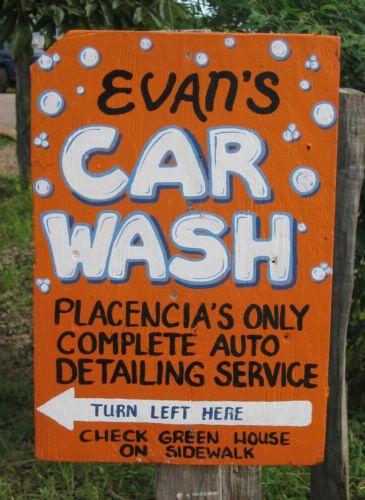 EVAN'S
CAR
WASH
PLACENCIA'S ONLY
COMPLETE AUTO
DETAILING SERVICE
TURN LEFT HERE
CHECK GREEN HOUSE
ON SIDEWALK